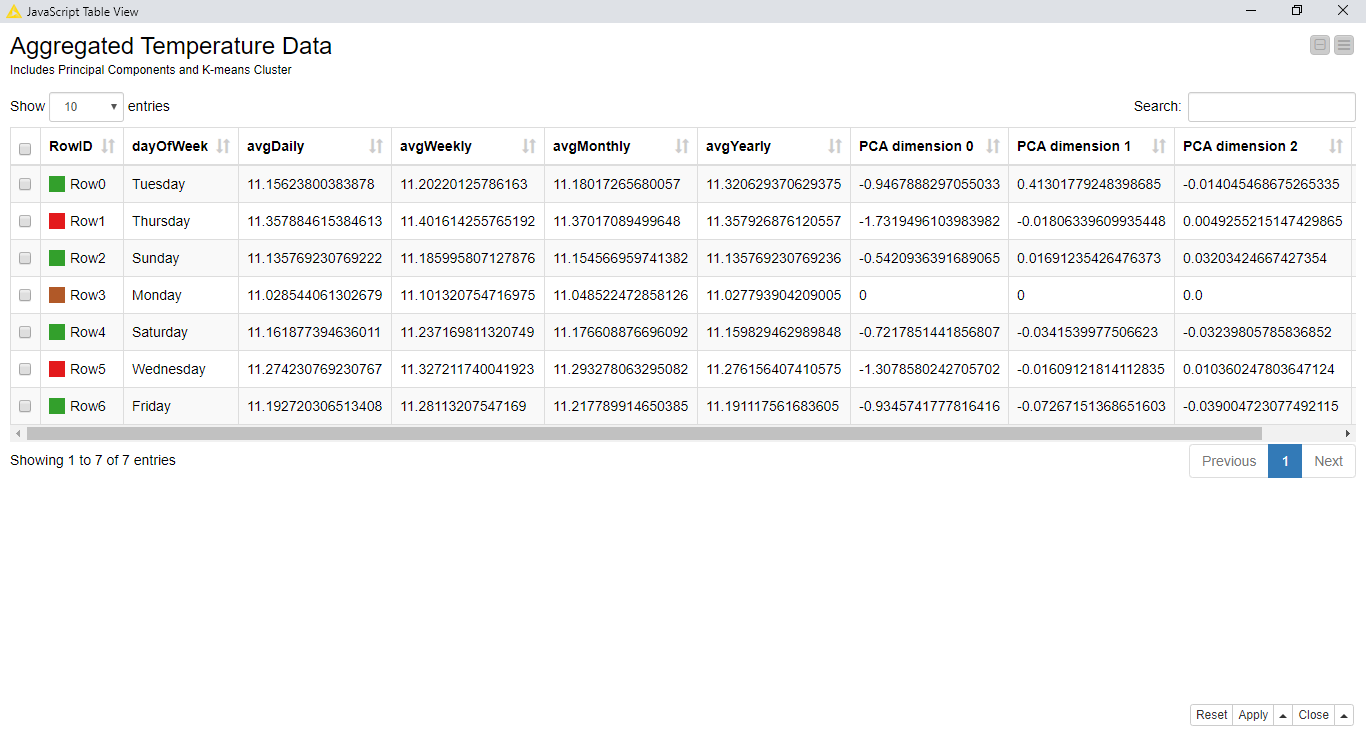 JavaScript Table View
Aggregated Temperature Data
Includes Principal Components and K-means Cluster
Show 10 entries Search:
RowID dayOfWeek avgDaily avgWeekly avgMonthly avgYearly PCA dimension 0 PCA dimension 1 PCA dimension 2
Row0 Tuesday 11.15623800383878 11.20220125786163 11.18017265680057 11.320629370629375 -0.9467888297055033 0.41301779248398685 -0.014045468675265335
Row1 Thursday 11.357884615384613 11.401614255765192 11.37017089499648 11.357926876120557 -1.7319496103983982 -0.01806339609935448 0.0049255215147429865
Row2 Sunday 11.135769230769222 11.185995807127876 11.154566959741382 11.135769230769236 -0.5420936391689065 0.01691235426476373 0.03203424667427354
Row3 Monday 11.028544061302679 11.101320754716975 11.048522472858126 11.027793904209005 0 0 0.0
Row4 Saturday 11.161877394636011 11.237169811320749 11.176608876696092 11.159829462989848 -0.7217851441856807 -0.0341539977506623 -0.03239805785836852
Row5 Wednesday 11.274230769230767 11.327211740041923 11.293278063295082 11.276156407410575 -1.3078580242705702 -0.01609121814112835 0.010360247803647124
Row6 Friday 11.192720306513408 11.28113207547169 11.217789914650385 11.191117561683605 -0.9345741777816416 -0.07267151368651603 -0.039004723077492115
Showing 1 to 7 of 7 entries Previous 1 Next
Reset Apply Close